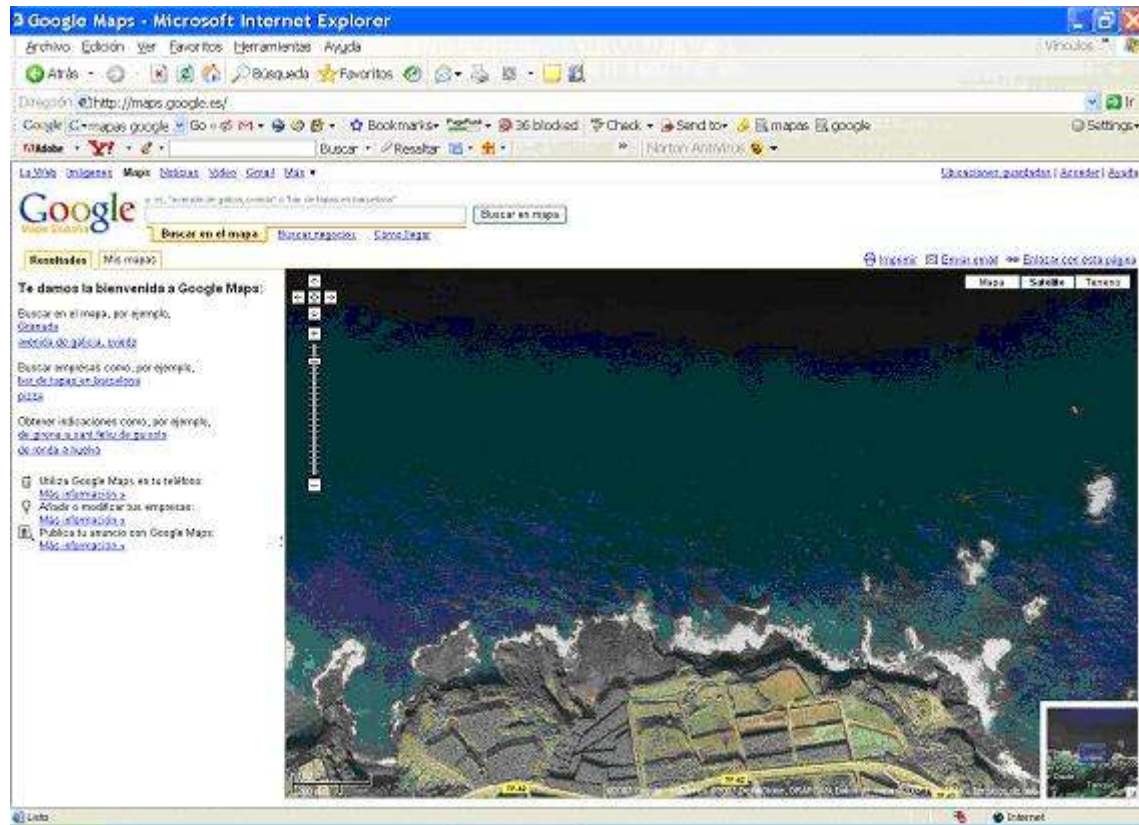 Google Maps - Microsoft Internet Explorer
Archivo Edición Ver Favoritos Herramientas Ayuda Vínculos
Atrás Búsqueda Favoritos
Dirección http://maps.google.es/ Ir
Google mapas google Go Bookmarks 36 blocked Check Send to mapas google Settings
Adobe Y! Buscar Resaltar Norton AntiVirus
La Web Imágenes Maps Noticias Vídeo Gmail Más Ubicaciones guardadas | Acceder | Ayuda
Google Buscar en mapa
Buscar en el mapa Buscar negocios Cómo llegar
Resultados Mis mapas Imprimir Enviar email Enlazar con esta página
Te damos la bienvenida a Google Maps:
Mapa Satélite Terreno
Buscar en el mapa, por ejemplo,
Granada
avenida de galicia, oviedo
Buscar empresas como, por ejemplo,
bar de tapas en barcelona
pizza
Obtener indicaciones como, por ejemplo,
de girona a sant feliu de guixols
de ronda a huelva
Utiliza Google Maps en tu teléfono:
Más información »
Añadir o modificar tus empresas:
Más información »
Publica tu anuncio con Google Maps:
Más información »
Listo Internet